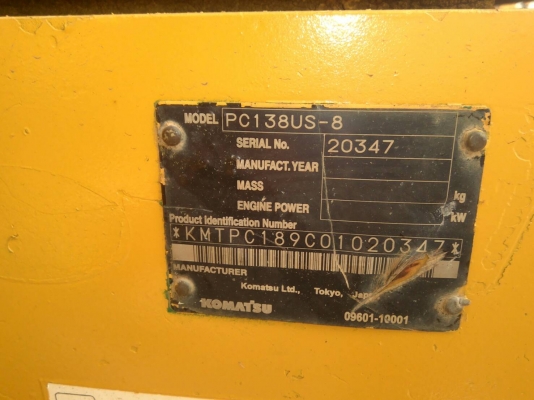 MODEL PC138US-8
SERIAL No. 20347
MANUFACT. YEAR
MASS kg
ENGINE POWER kW
Product Identification Number
*KMTPC189C01020347*
MANUFACTURER
Komatsu Ltd., Tokyo,
KOMATSU 09601-10001